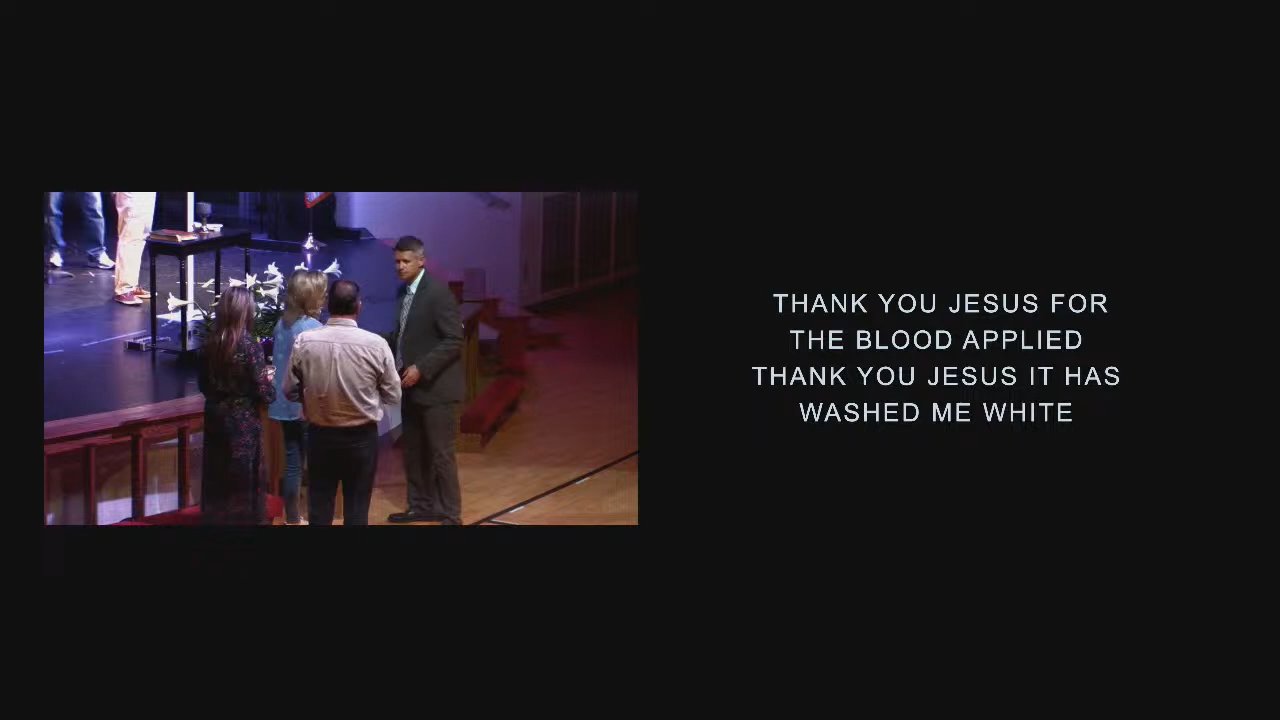 THANK YOU JESUS FOR
THE BLOOD APPLIED
THANK YOU JESUS IT HAS
WASHED ME WHITE